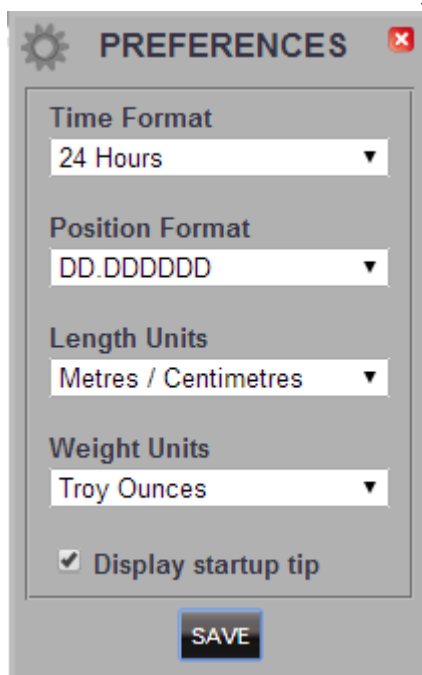 PREFERENCES
Time Format
24 Hours
Position Format
DD.DDDDDD
Length Units
Metres / Centimetres
Weight Units
Troy Ounces
Display startup tip
SAVE